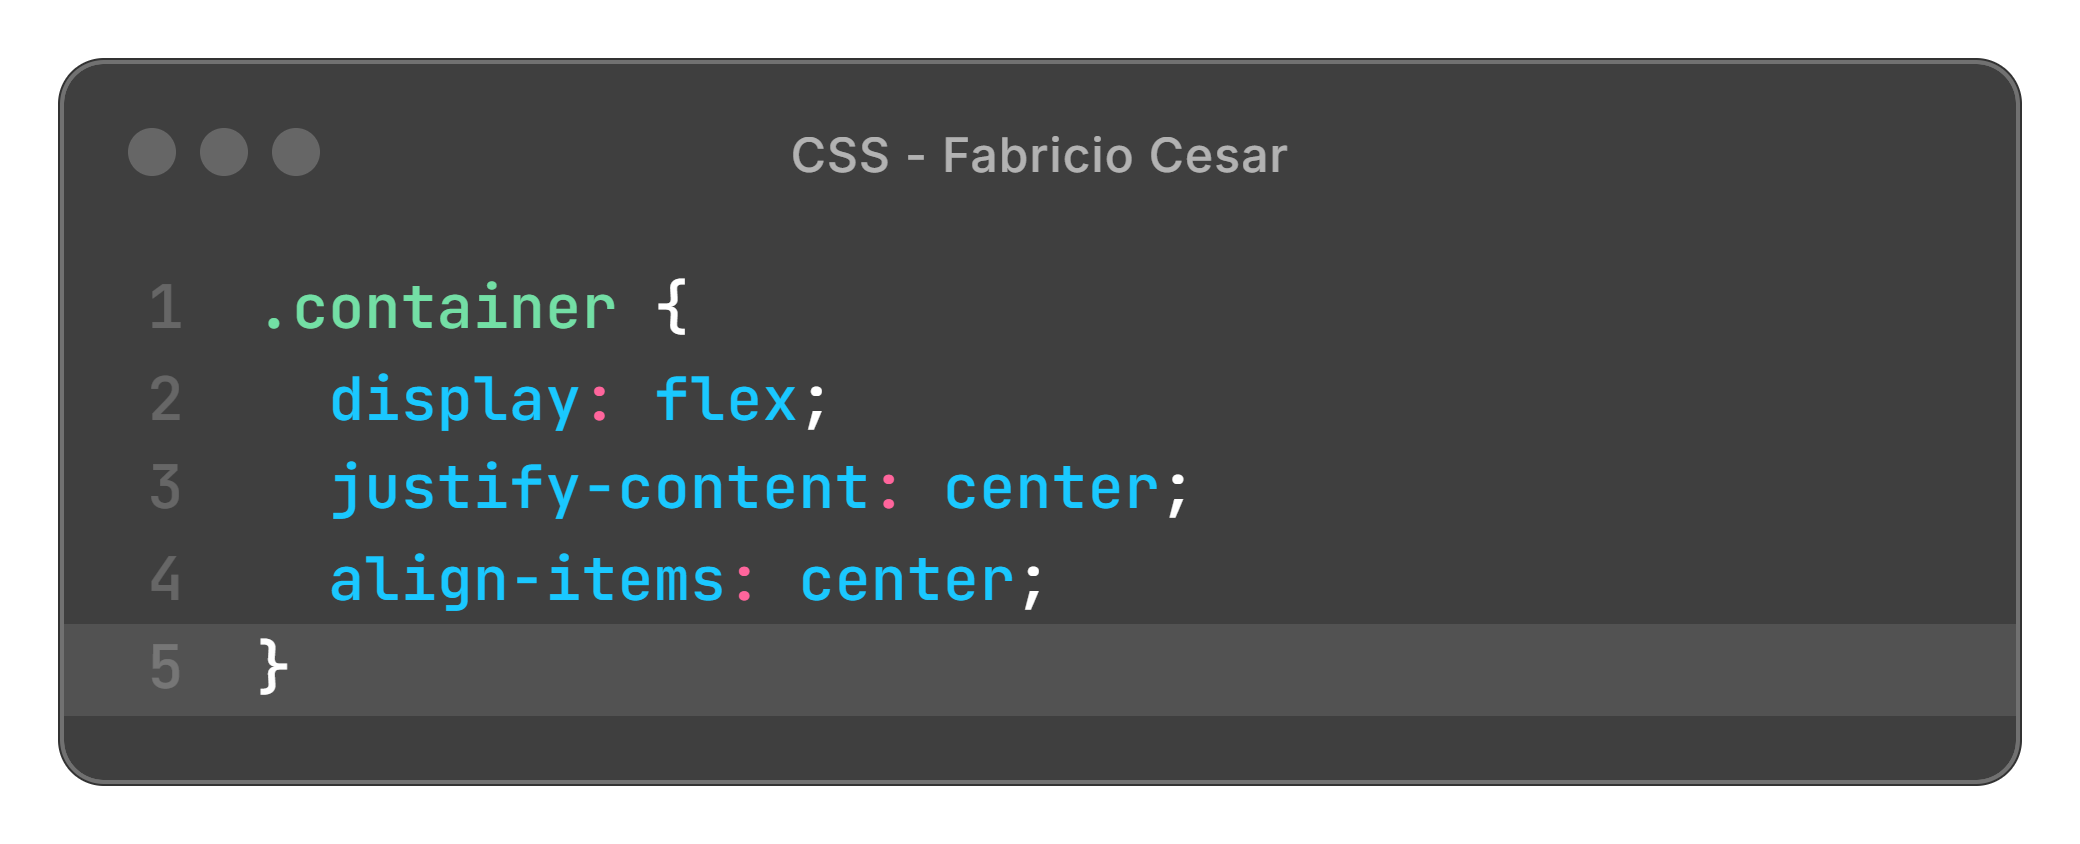 CSS - Fabricio Cesar
1 .container {
2   display: flex;
3   justify-content: center;
4   align-items: center;
5 }